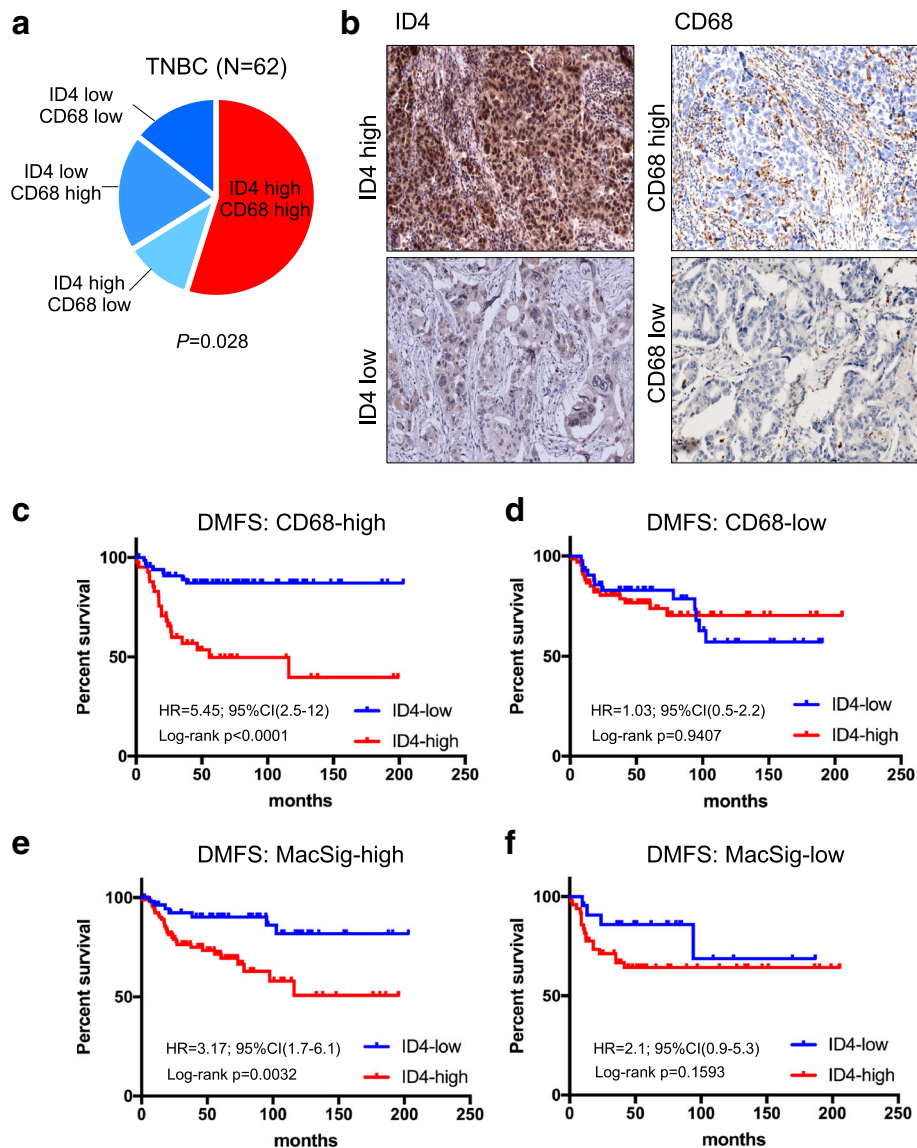 a
TNBC (N=62)
ID4 low
CD68 low
ID4 low
CD68 high
ID4 high
CD68 low
ID4 high
CD68 high
P=0.028
b
ID4
CD68
ID4 high
CD68 high
ID4 low
CD68 low
c
DMFS: CD68-high
Percent survival
100
50
0
HR=5.45; 95%CI(2.5-12)
Log-rank p<0.0001
ID4-low
ID4-high
0 50 100 150 200 250
months
d
DMFS: CD68-low
Percent survival
100
50
0
HR=1.03; 95%CI(0.5-2.2)
Log-rank p=0.9407
ID4-low
ID4-high
0 50 100 150 200 250
months
e
DMFS: MacSig-high
Percent survival
100
50
0
HR=3.17; 95%CI(1.7-6.1)
Log-rank p=0.0032
ID4-low
ID4-high
0 50 100 150 200 250
months
f
DMFS: MacSig-low
Percent survival
100
50
0
HR=2.1; 95%CI(0.9-5.3)
Log-rank p=0.1593
ID4-low
ID4-high
0 50 100 150 200 250
months